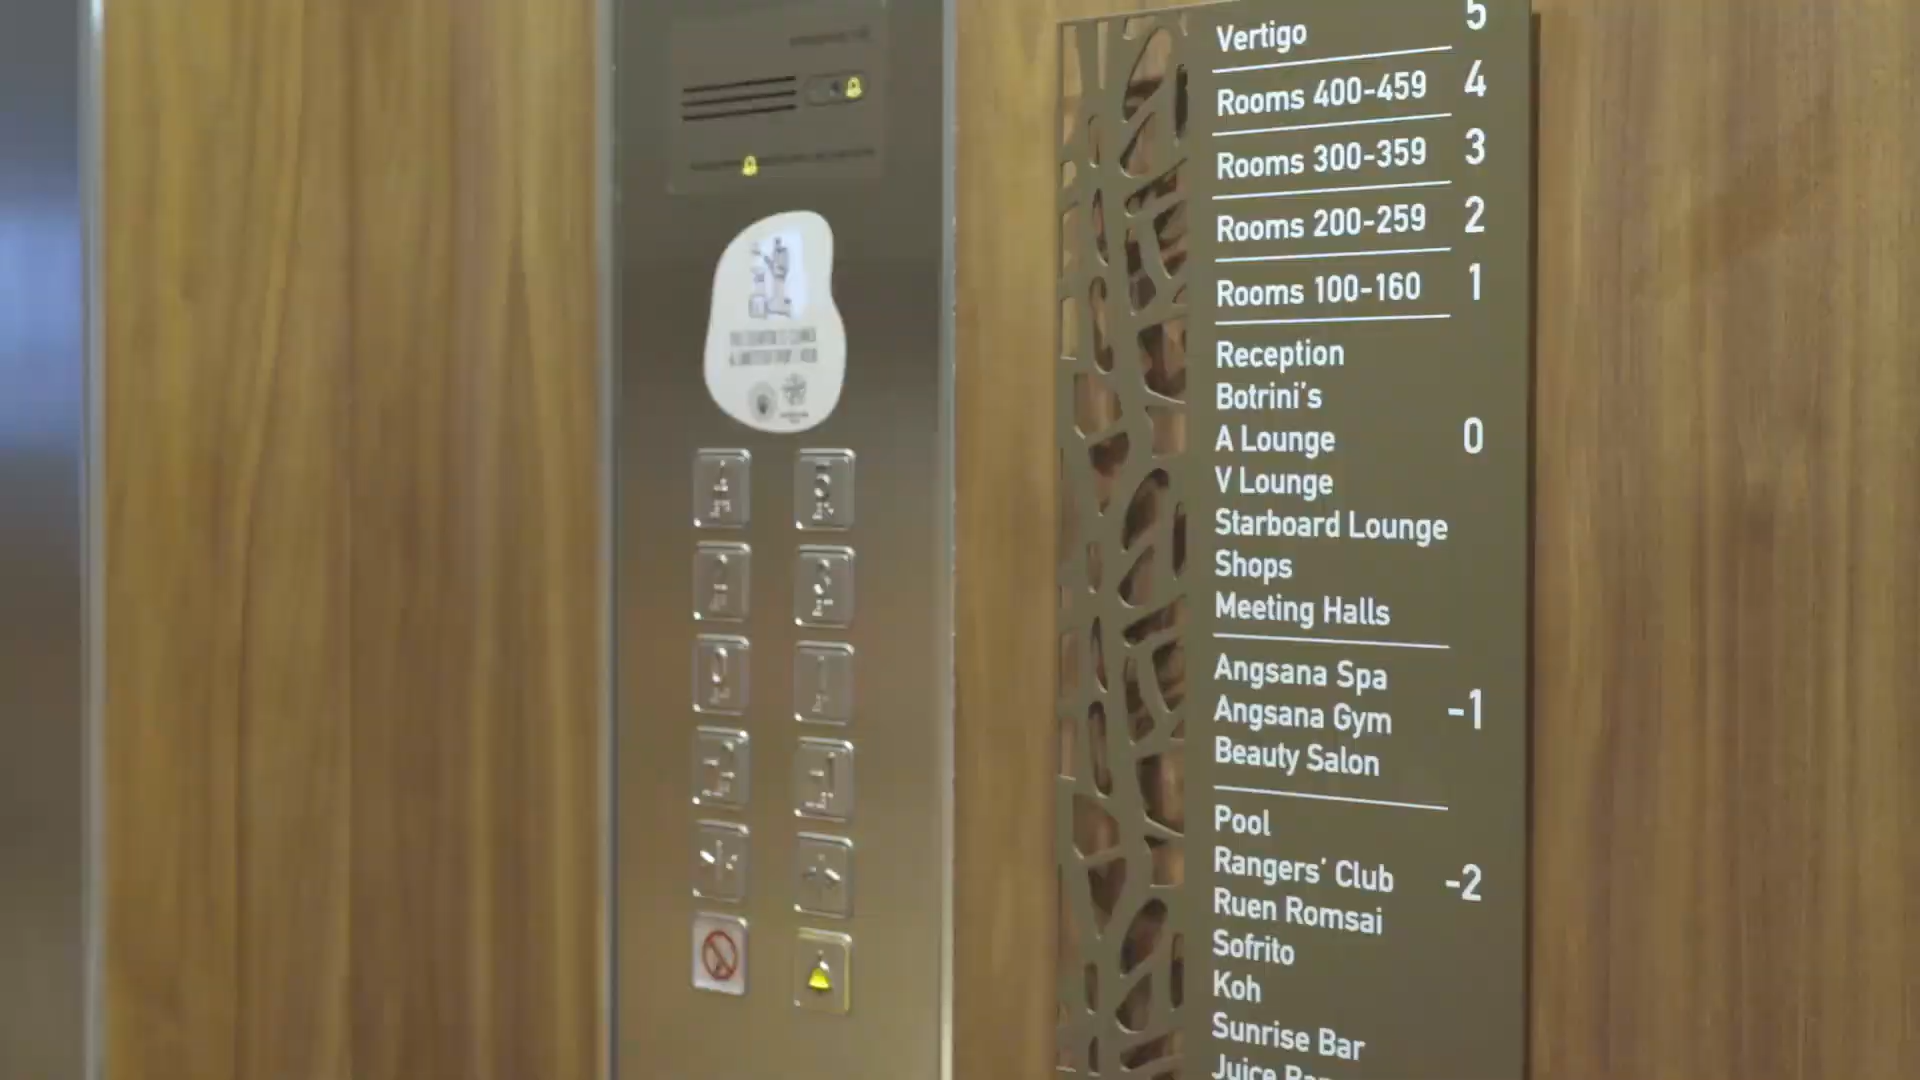 Vertigo 5
Rooms 400-459 4
Rooms 300-359 3
Rooms 200-259 2
Rooms 100-160 1
Reception
Botrini's
A Lounge 0
V Lounge
Starboard Lounge
Shops
Meeting Halls
Angsana Spa
Angsana Gym -1
Beauty Salon
Pool
Rangers' Club -2
Ruen Romsai
Sofrito
Koh
Sunrise Bar
Juice